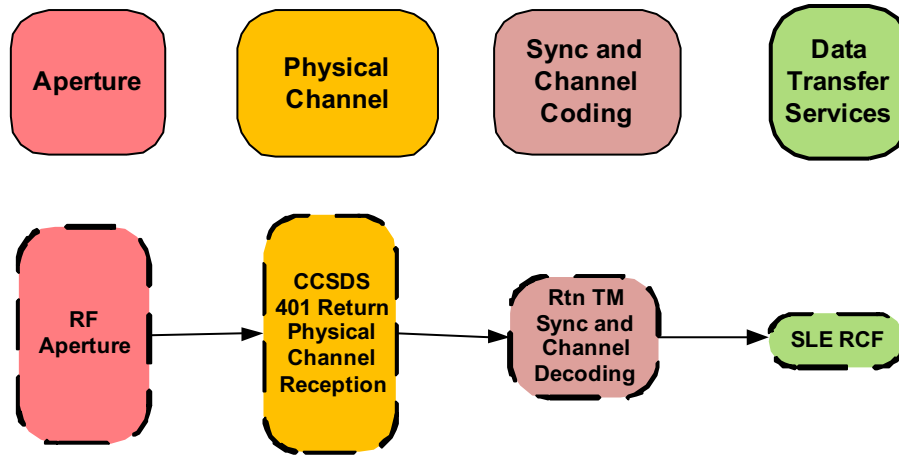 Aperture
Physical
Channel
Sync and
Channel
Coding
Data
Transfer
Services
RF
Aperture
CCSDS
401 Return
Physical
Channel
Reception
Rtn TM
Sync and
Channel
Decoding
SLE RCF